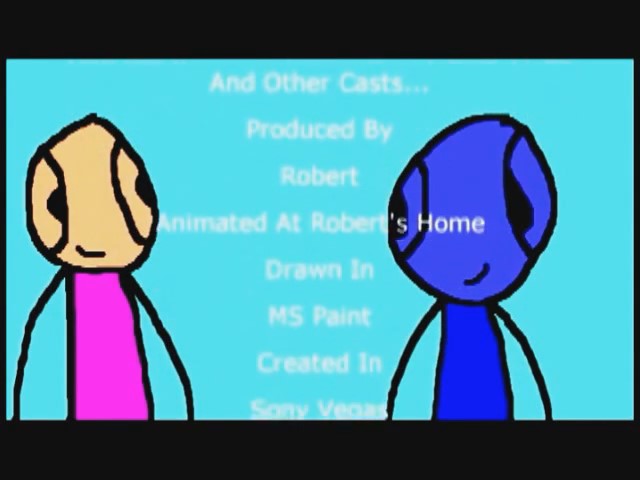 And Other Casts...
Produced By
Robert
Animated At Robert's Home
Drawn In
MS Paint
Created In
Sony Vegas